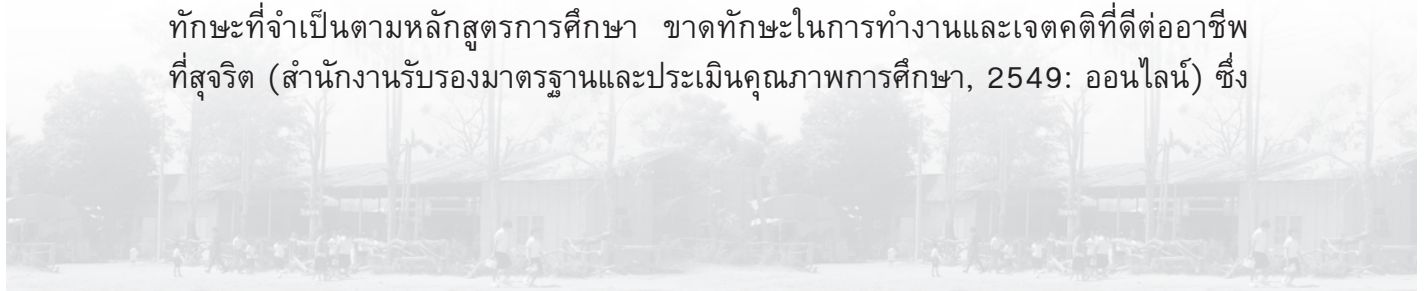 ทักษะที่จำเป็นตามหลักสูตรการศึกษา ขาดทักษะในการทำงานและเจตคติที่ดีต่ออาชีพ
ที่สุจริต (สำนักงานรับรองมาตรฐานและประเมินคุณภาพการศึกษา, 2549: ออนไลน์) ซึ่ง